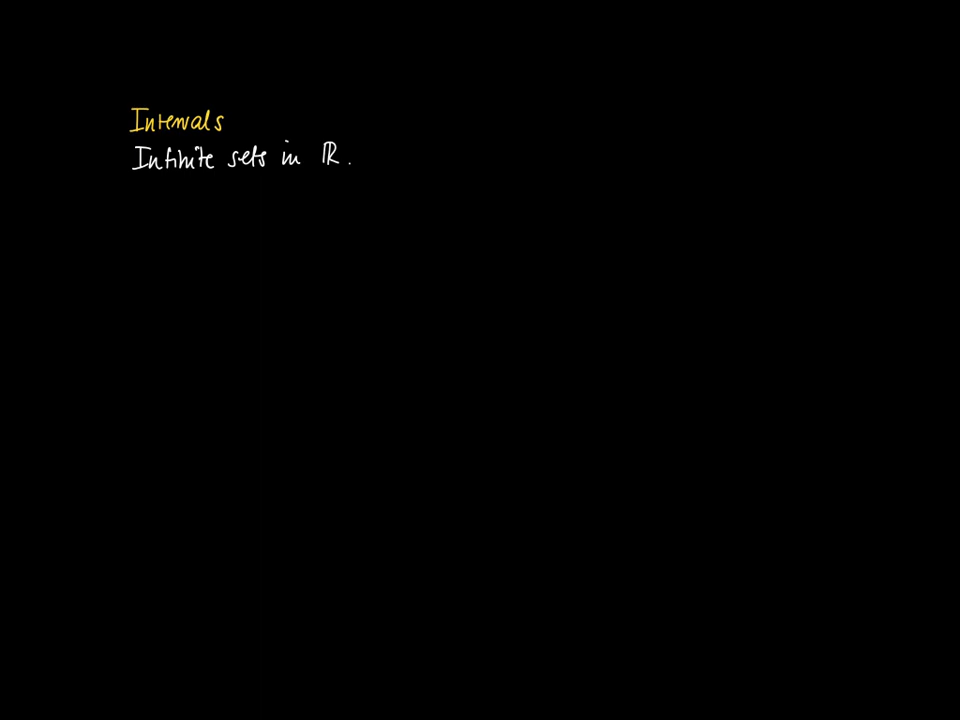 Intervals
Infinite sets in ℝ.